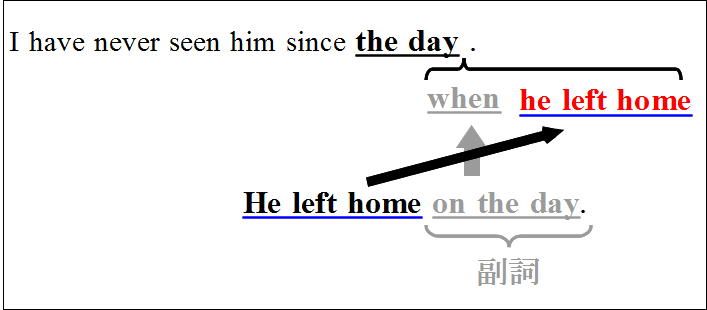 I have never seen him since the day .
when he left home
He left home on the day.
副詞